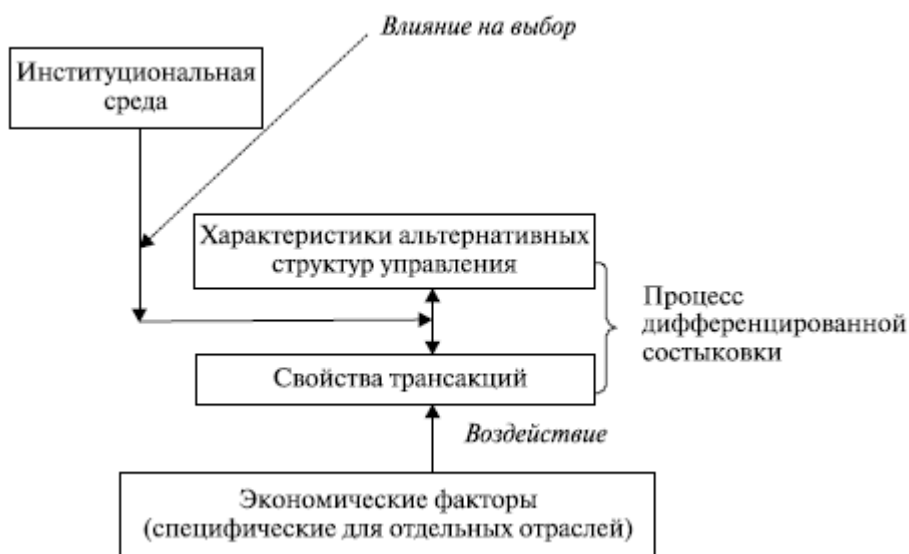 Влияние на выбор
Институциональная
среда
Характеристики альтернативных
структур управления
Процесс
дифференцированной
состыковки
Свойства трансакций
Воздействие
Экономические факторы
(специфические для отдельных отраслей)